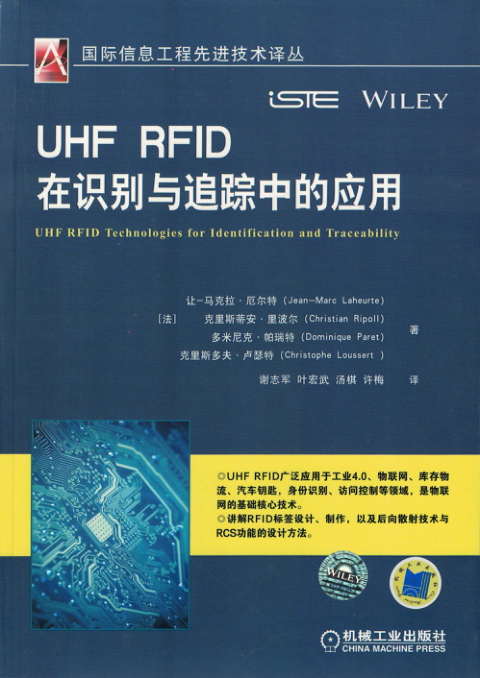 A
国际信息工程先进技术译丛
iSTE WILEY
UHF RFID
在识别与追踪中的应用
UHF RFID Technologies for Identification and Traceability
让-马克拉·厄尔特（Jean-Marc Laheurte）
[法] 克里斯蒂安·里波尔（Christian Ripoll）
多米尼克·帕瑞特（Dominique Paret）
著
克里斯多夫·卢瑟特（Christophe Loussert ）
谢志军 叶宏武 汤棋 许梅 译
◎UHF RFID广泛应用于工业4.0、物联网、库存物
流、汽车钥匙，身份识别、访问控制等领域，是物联
网的基础核心技术。
◎讲解RFID标签设计、制作，以及后向散射技术与
RCS功能的设计方法。
WILEY
机械工业出版社
CHINA MACHINE PRESS